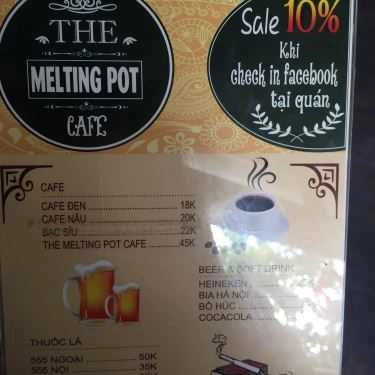 THE
MELTING POT
CAFE
Sale 10%
Khi
check in facebook
tại quán
CAFE
CAFE ĐEN 18K
CAFE NÂU 20K
BẠC SỈU 22K
THE MELTING POT CAFE 45K
BEER & SOFT DRINK
HEINEKEN
BIA HÀ NỘI
BÒ HÚC
COCACOLA
THUỐC LÁ
555 NGOẠI 50K
555 NỘI 35K